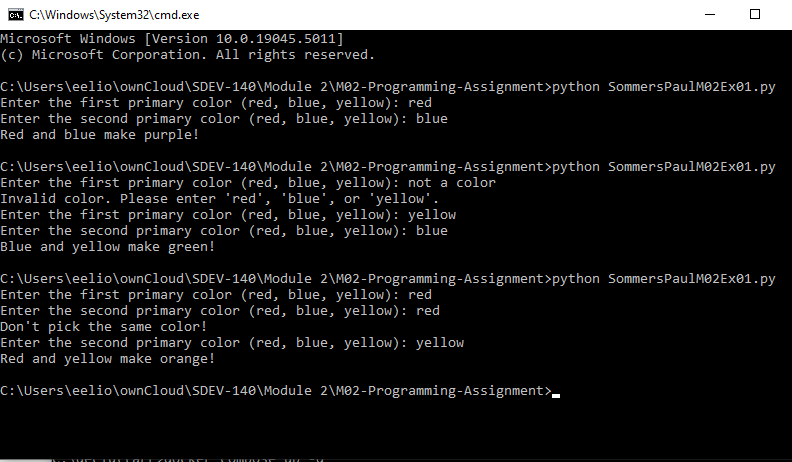 C:\Windows\System32\cmd.exe
Microsoft Windows [Version 10.0.19045.5011]
(c) Microsoft Corporation. All rights reserved.
C:\Users\eelio\ownCloud\SDEV-140\Module 2\M02-Programming-Assignment>python SommersPaulM02Ex01.py
Enter the first primary color (red, blue, yellow): red
Enter the second primary color (red, blue, yellow): blue
Red and blue make purple!
C:\Users\eelio\ownCloud\SDEV-140\Module 2\M02-Programming-Assignment>python SommersPaulM02Ex01.py
Enter the first primary color (red, blue, yellow): not a color
Invalid color. Please enter 'red', 'blue', or 'yellow'.
Enter the first primary color (red, blue, yellow): yellow
Enter the second primary color (red, blue, yellow): blue
Blue and yellow make green!
C:\Users\eelio\ownCloud\SDEV-140\Module 2\M02-Programming-Assignment>python SommersPaulM02Ex01.py
Enter the first primary color (red, blue, yellow): red
Enter the second primary color (red, blue, yellow): red
Don't pick the same color!
Enter the second primary color (red, blue, yellow): yellow
Red and yellow make orange!
C:\Users\eelio\ownCloud\SDEV-140\Module 2\M02-Programming-Assignment>